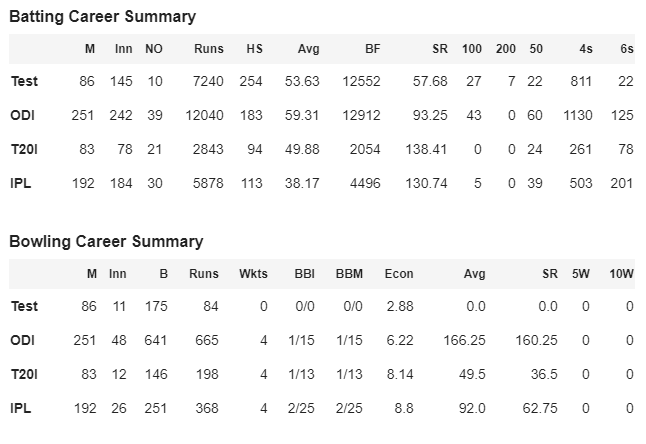 Batting Career Summary
M Inn NO Runs HS Avg BF SR 100 200 50 4s 6s
Test 86 145 10 7240 254 53.63 12552 57.68 27 7 22 811 22
ODI 251 242 39 12040 183 59.31 12912 93.25 43 0 60 1130 125
T20I 83 78 21 2843 94 49.88 2054 138.41 0 0 24 261 78
IPL 192 184 30 5878 113 38.17 4496 130.74 5 0 39 503 201
Bowling Career Summary
M Inn B Runs Wkts BBI BBM Econ Avg SR 5W 10W
Test 86 11 175 84 0 0/0 0/0 2.88 0.0 0.0 0 0
ODI 251 48 641 665 4 1/15 1/15 6.22 166.25 160.25 0 0
T20I 83 12 146 198 4 1/13 1/13 8.14 49.5 36.5 0 0
IPL 192 26 251 368 4 2/25 2/25 8.8 92.0 62.75 0 0